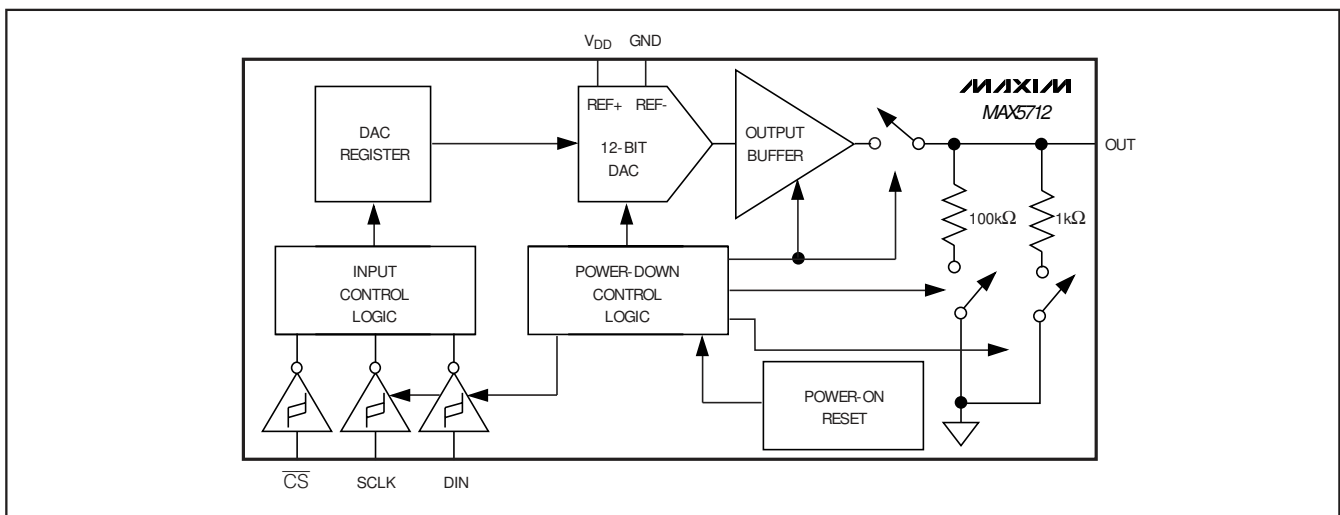 VDD GND
MAXIM
MAX5712
REF+ REF-
12-BIT
DAC
DAC
REGISTER
OUTPUT
BUFFER
OUT
100kΩ
1kΩ
INPUT
CONTROL
LOGIC
POWER-DOWN
CONTROL
LOGIC
POWER-ON
RESET
CS SCLK DIN